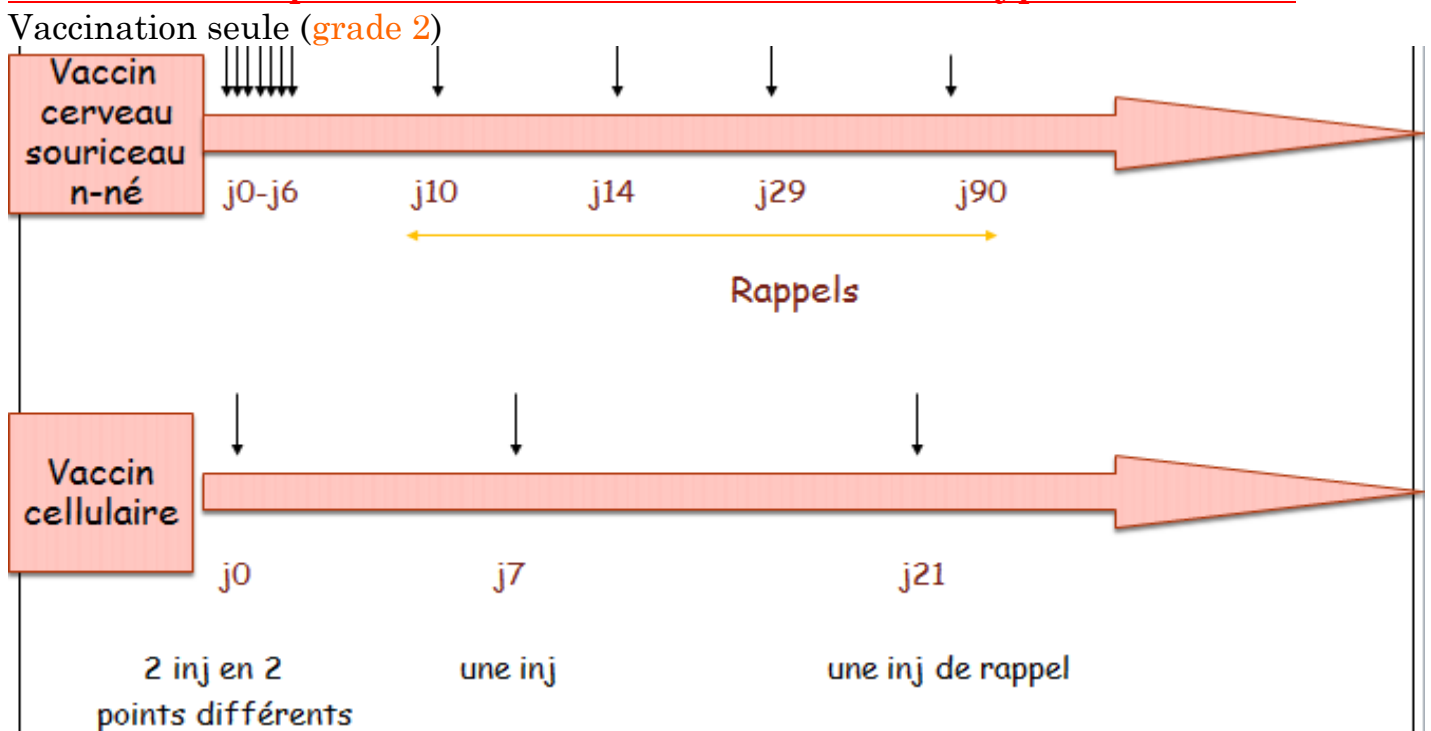 Vaccination seule (grade 2)
Vaccin
cerveau
souriceau
n-né
j0-j6
j10
j14
j29
j90
Rappels
Vaccin
cellulaire
j0
j7
j21
2 inj en 2
points différents
une inj
une inj de rappel